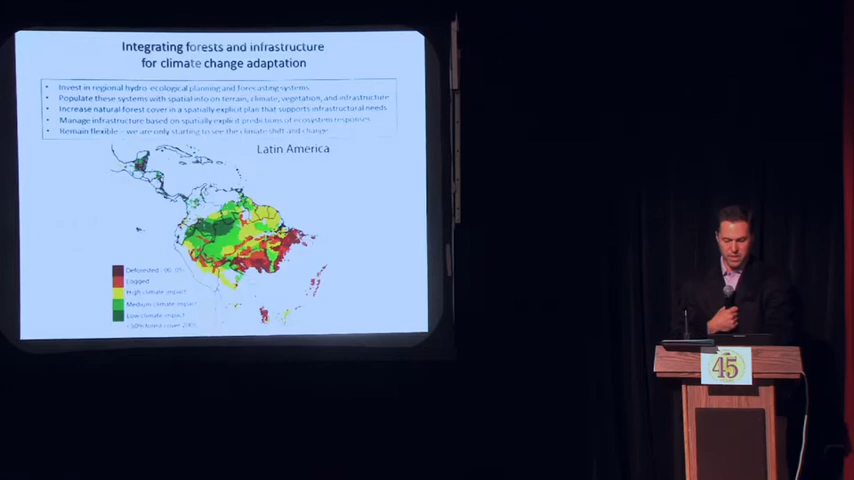 Integrating forests and infrastructure
for climate change adaptation
• Invest in regional hydro-ecological planning and forecasting systems
• Populate these systems with spatial info on terrain, climate, vegetation, and infrastructure
• Increase natural forest cover in a spatially explicit plan that supports infrastructural needs
• Manage infrastructure based on spatially explicit predictions of ecosystem responses
• Remain flexible – we are only starting to see the climate shift and change
Latin America
Deforested
Logged
High climate impact
Medium climate impact
Low climate impact
forest cover
45